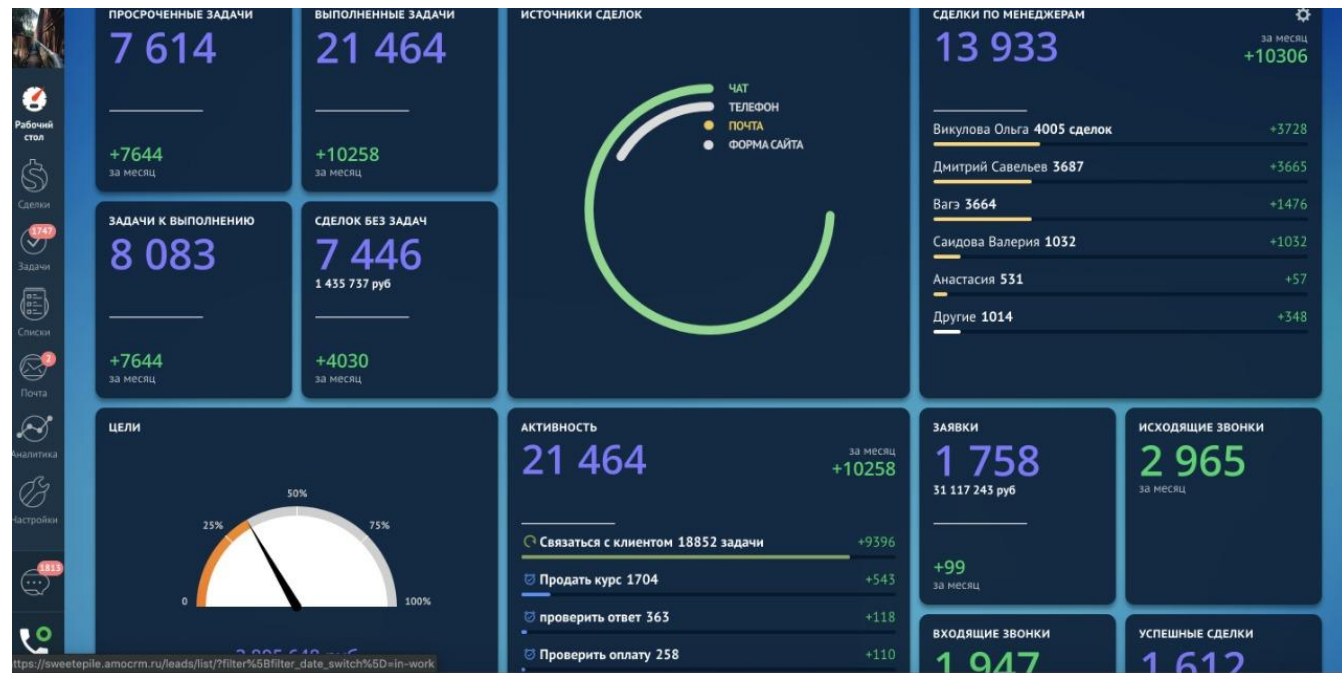 Рабочий
стол
Сделки
1747
Задачи
Списки
2
Почта
Аналитика
Настройки
1813
ПРОСРОЧЕННЫЕ ЗАДАЧИ
7 614
+7644
за месяц
ВЫПОЛНЕННЫЕ ЗАДАЧИ
21 464
+10258
за месяц
ЗАДАЧИ К ВЫПОЛНЕНИЮ
8 083
+7644
за месяц
СДЕЛОК БЕЗ ЗАДАЧ
7 446
1 435 737 руб
+4030
за месяц
ИСТОЧНИКИ СДЕЛОК
ЧАТ
ТЕЛЕФОН
ПОЧТА
ФОРМА САЙТА
СДЕЛКИ ПО МЕНЕДЖЕРАМ
13 933
за месяц
+10306
Викулова Ольга 4005 сделок +3728
Дмитрий Савельев 3687 +3665
Вагэ 3664 +1476
Саидова Валерия 1032 +1032
Анастасия 531 +57
Другие 1014 +348
ЦЕЛИ
0
25%
50%
75%
100%
АКТИВНОСТЬ
21 464
за месяц
+10258
Связаться с клиентом 18852 задачи +9396
Продать курс 1704 +543
проверить ответ 363 +118
Проверить оплату 258 +110
ЗАЯВКИ
1 758
31 117 243 руб
+99
за месяц
ИСХОДЯЩИЕ ЗВОНКИ
2 965
за месяц
ВХОДЯЩИЕ ЗВОНКИ
1 947
УСПЕШНЫЕ СДЕЛКИ
1 612
ttps://sweetepile.amocrm.ru/leads/list/?filter%5Bfilter_date_switch%5D=in-work